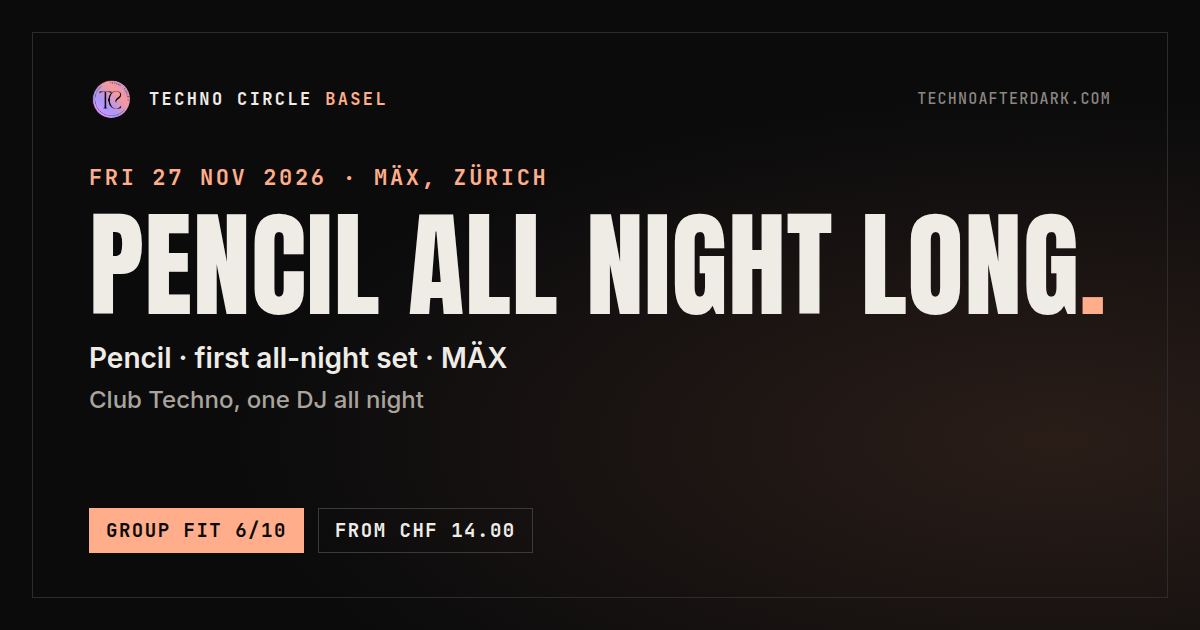 TC
TECHNO CIRCLE BASEL
TECHNOAFTERDARK.COM
FRI 27 NOV 2026 · MÄX, ZÜRICH
PENCIL ALL NIGHT LONG.
Pencil · first all-night set · MÄX
Club Techno, one DJ all night
GROUP FIT 6/10
FROM CHF 14.00